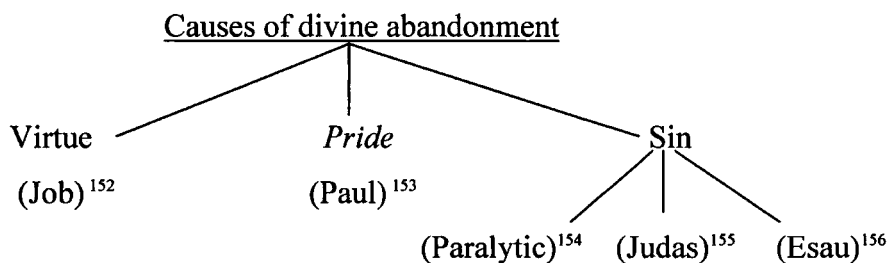 Causes of divine abandonment
Virtue Pride Sin
(Job) 152 (Paul) 153
(Paralytic)154 (Judas)155 (Esau)156